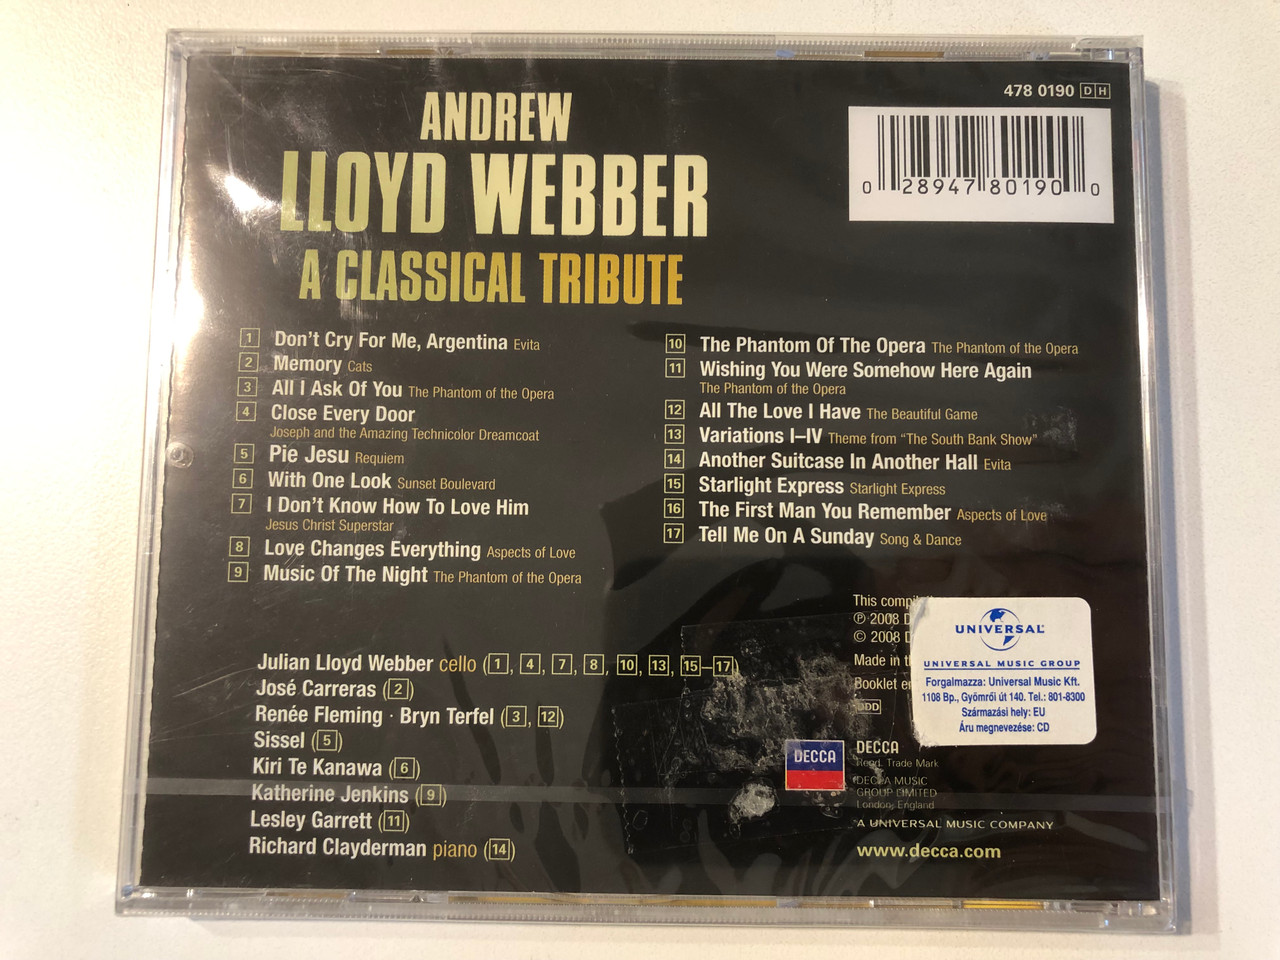 478 0190 DH
0 28947 80190 0
ANDREW
LLOYD WEBBER
A CLASSICAL TRIBUTE
1 Don't Cry For Me, Argentina Evita
2 Memory Cats
3 All I Ask Of You The Phantom of the Opera
4 Close Every Door
Joseph and the Amazing Technicolor Dreamcoat
5 Pie Jesu Requiem
6 With One Look Sunset Boulevard
7 I Don't Know How To Love Him
Jesus Christ Superstar
8 Love Changes Everything Aspects of Love
9 Music Of The Night The Phantom of the Opera
10 The Phantom Of The Opera The Phantom of the Opera
11 Wishing You Were Somehow Here Again
The Phantom of the Opera
12 All The Love I Have The Beautiful Game
13 Variations I–IV Theme from "The South Bank Show"
14 Another Suitcase In Another Hall Evita
15 Starlight Express Starlight Express
16 The First Man You Remember Aspects of Love
17 Tell Me On A Sunday Song & Dance
Julian Lloyd Webber cello (1, 4, 7, 8, 10, 13, 15–17)
José Carreras (2)
Renée Fleming · Bryn Terfel (3, 12)
Sissel (5)
Kiri Te Kanawa (6)
Katherine Jenkins (9)
Lesley Garrett (11)
Richard Clayderman piano (14)
This
℗ 2008
© 2008
Made in
Booklet
DDD
UNIVERSAL
UNIVERSAL MUSIC GROUP
Forgalmazza: Universal Music Kft.
1108 Bp., Gyömrői út 140. Tel.: 801-8300
Származási hely: EU
Áru megnevezése: CD
DECCA
DECCA
Regd. Trade Mark
DECCA MUSIC
GROUP LIMITED
London, England
A UNIVERSAL MUSIC COMPANY
www.decca.com